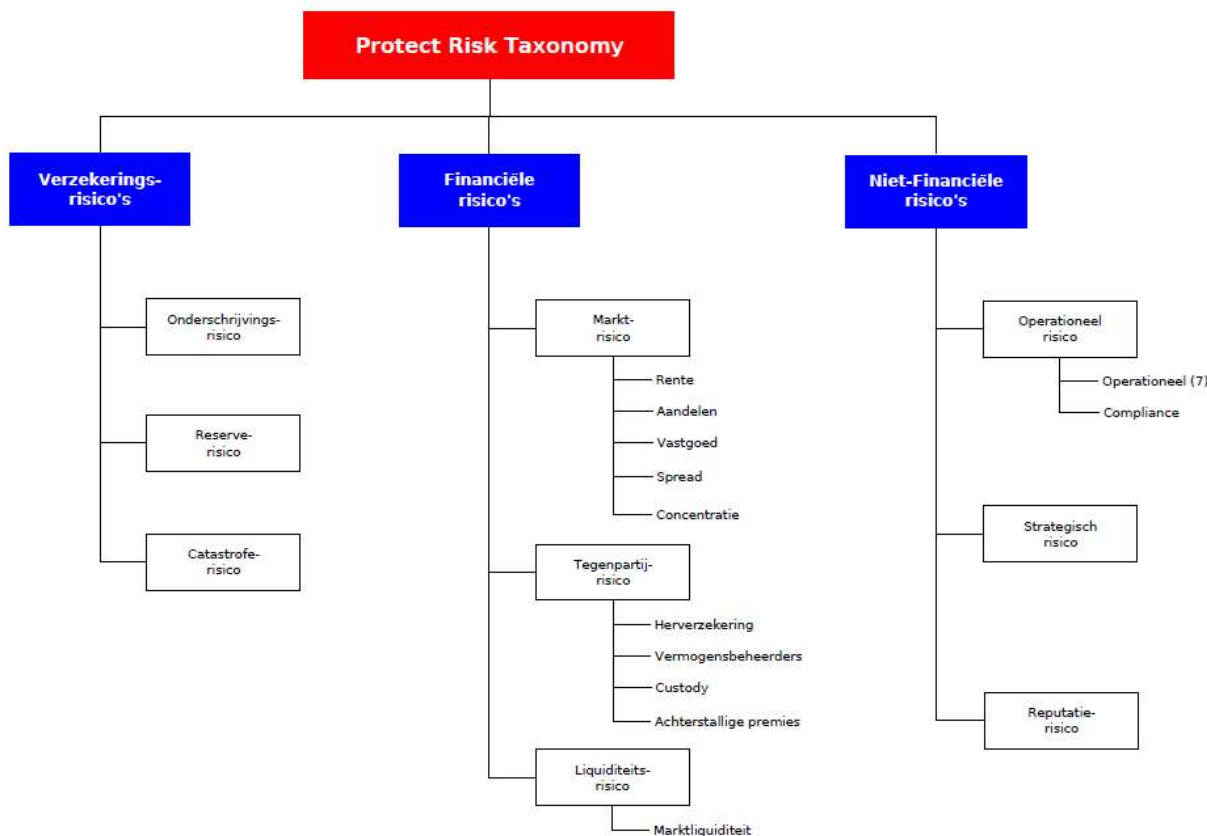 Protect Risk Taxonomy
Verzekerings-
risico's
Onderschrijvings-
risico
Reserve-
risico
Catastrofe-
risico
Financiële
risico's
Markt-
risico
Rente
Aandelen
Vastgoed
Spread
Concentratie
Tegenpartij-
risico
Herverzekering
Vermogensbeheerders
Custody
Achterstallige premies
Liquiditeits-
risico
Marktliquiditeit
Niet-Financiële
risico's
Operationeel
risico
Operationeel (7)
Compliance
Strategisch
risico
Reputatie-
risico